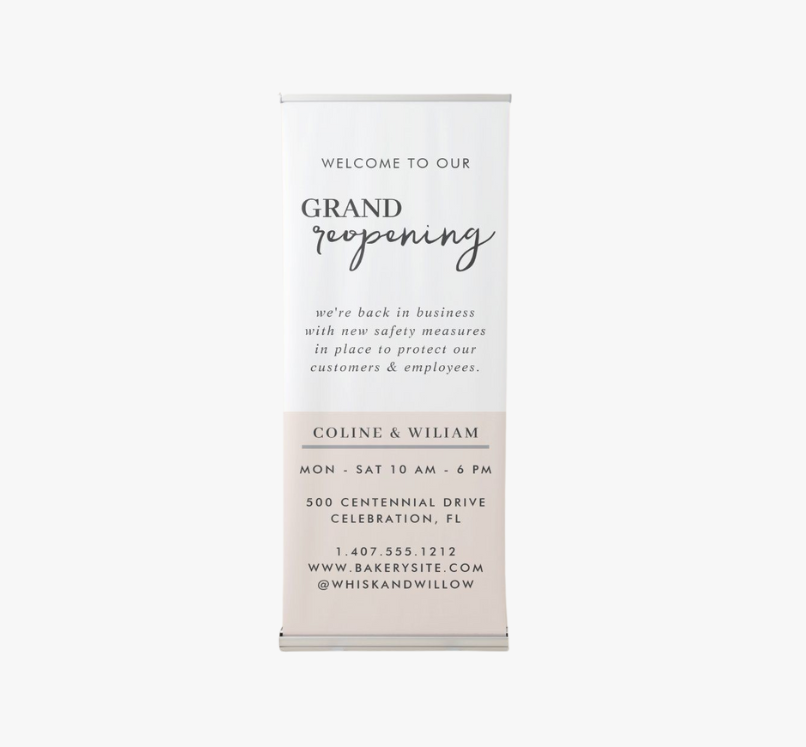 WELCOME TO OUR
GRAND
reopening
we're back in business
with new safety measures
in place to protect our
customers & employees.
COLINE & WILIAM
MON - SAT 10 AM - 6 PM
500 CENTENNIAL DRIVE
CELEBRATION, FL
1.407.555.1212
WWW.BAKERYSITE.COM
@WHISKANDWILLOW